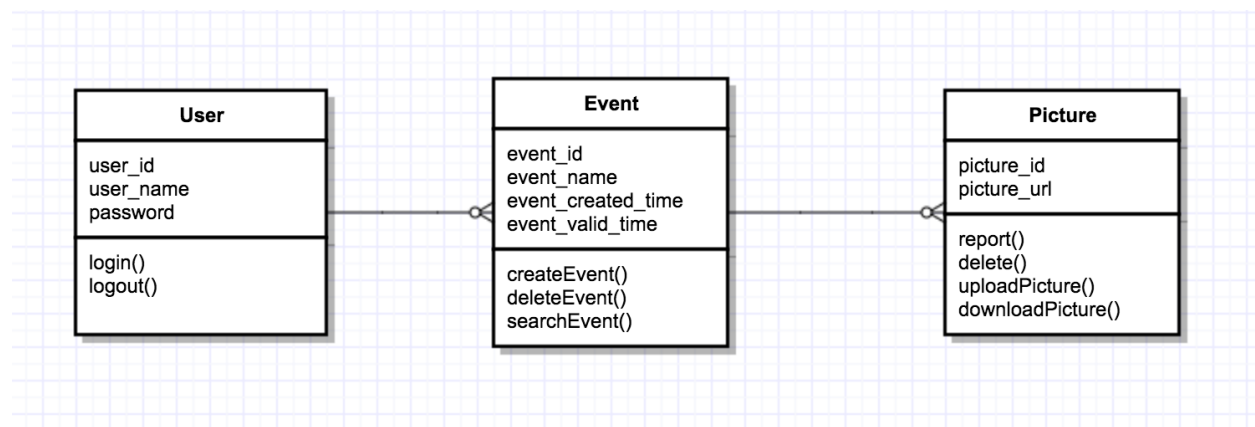 User
user_id
user_name
password
login()
logout()
Event
event_id
event_name
event_created_time
event_valid_time
createEvent()
deleteEvent()
searchEvent()
Picture
picture_id
picture_url
report()
delete()
uploadPicture()
downloadPicture()